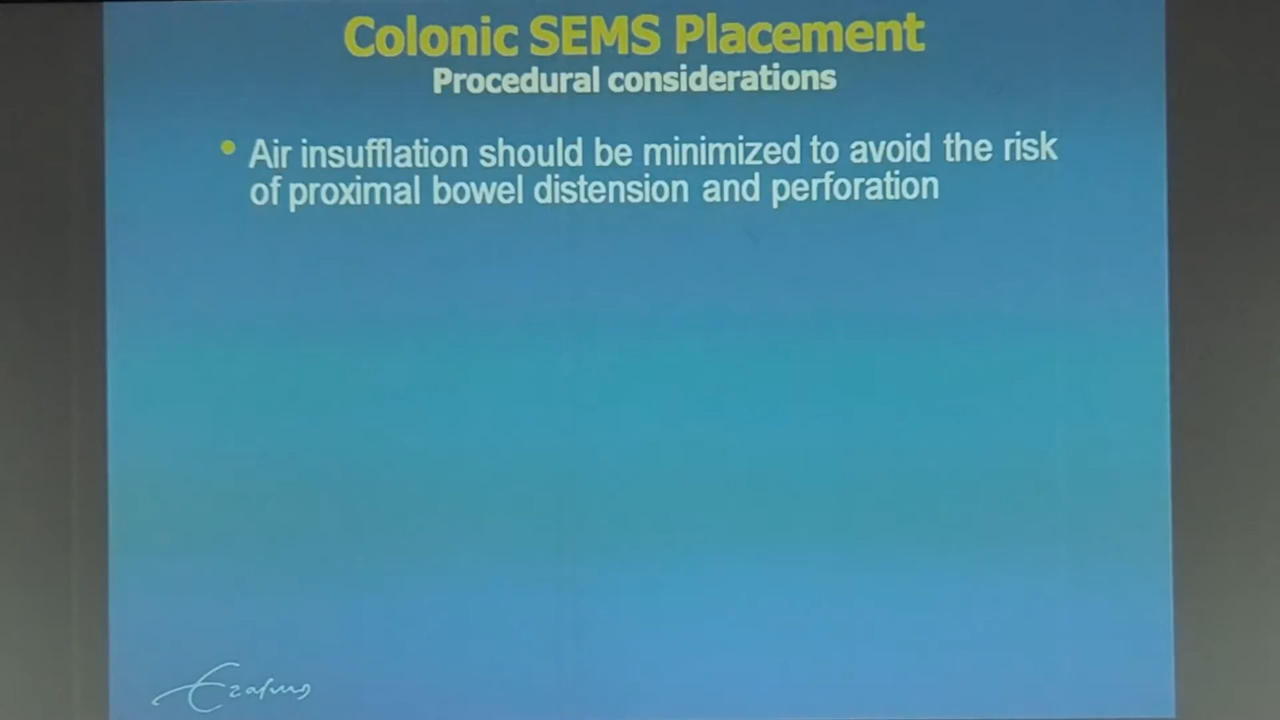 Colonic SEMS Placement
Procedural considerations
• Air insufflation should be minimized to avoid the risk
of proximal bowel distension and perforation
Erasmus